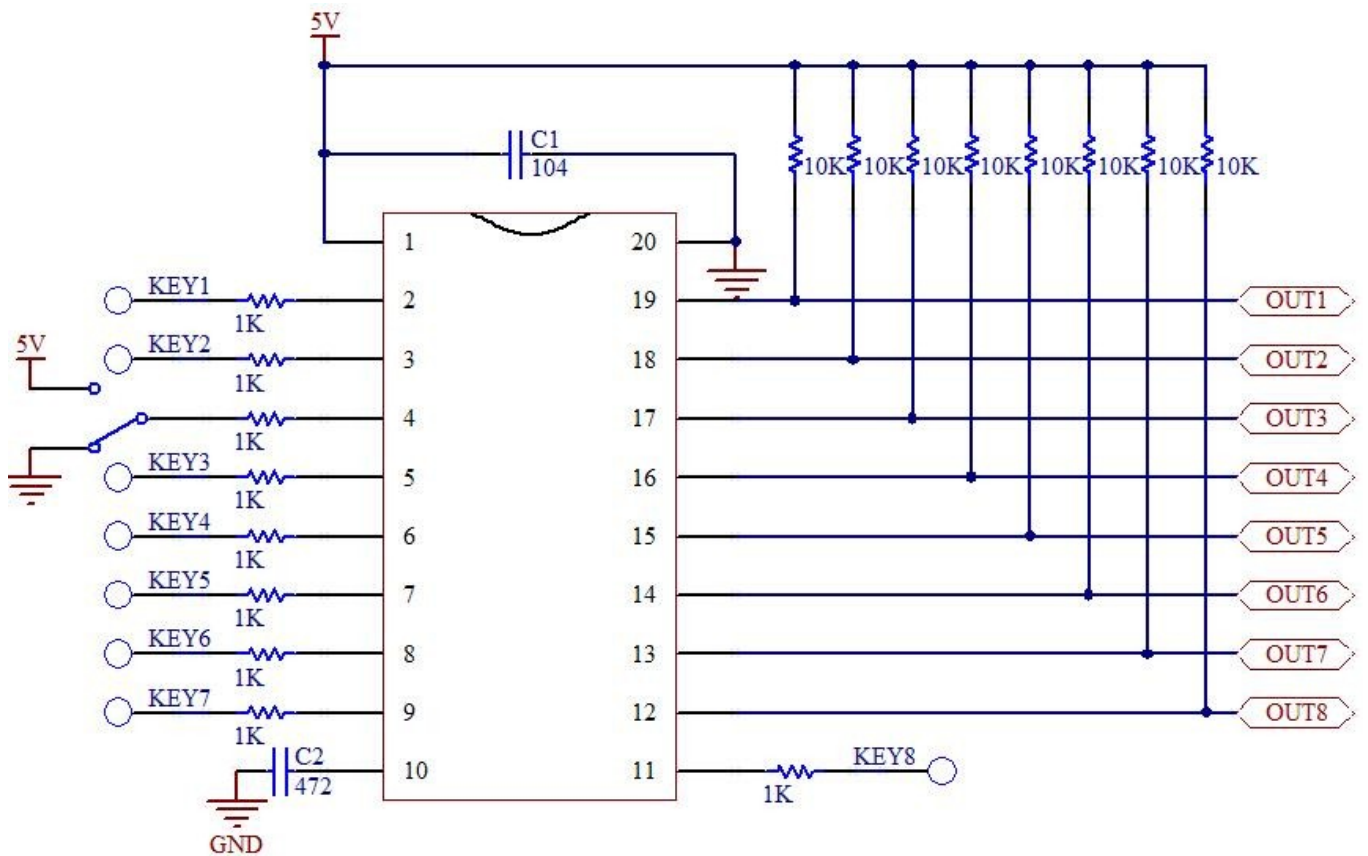 5V
C1
104
10K 10K 10K 10K 10K 10K 10K 10K
1 20
KEY1 2 19 OUT1
1K
5V KEY2 3 18 OUT2
1K
4 17 OUT3
1K
KEY3 5 16 OUT4
1K
KEY4 6 15 OUT5
1K
KEY5 7 14 OUT6
1K
KEY6 8 13 OUT7
1K
KEY7 9 12 OUT8
1K
C2 10 11 KEY8
472 1K
GND